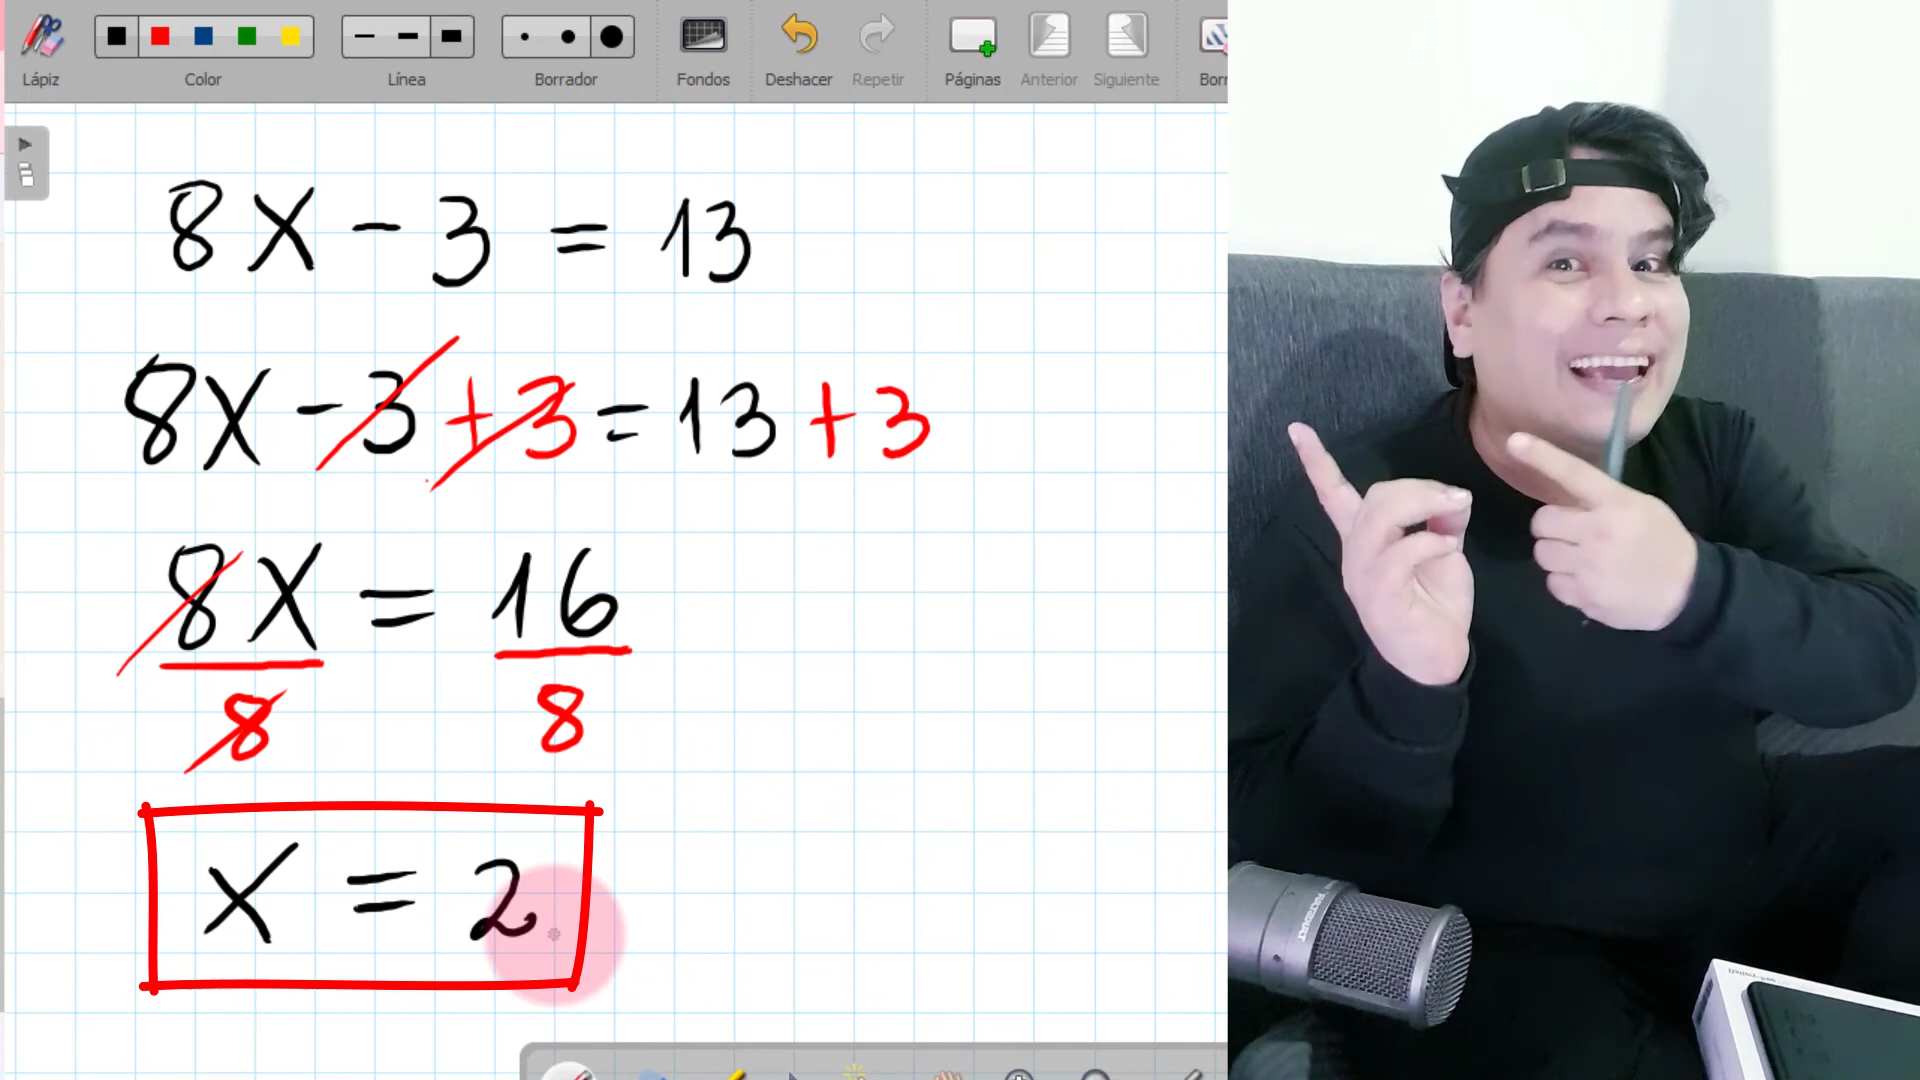 Lápiz Color Línea Borrador Fondos Deshacer Repetir Páginas Anterior Siguiente Borr
8X - 3 = 13
8X - 3 + 3 = 13 + 3
8X = 16
8 8
X = 2